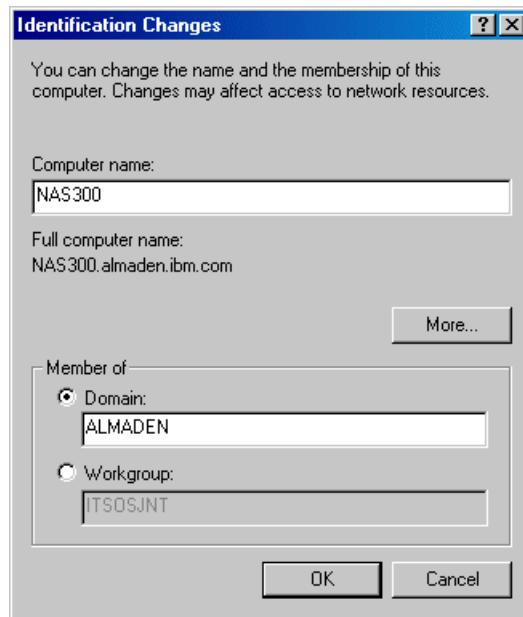 Identification Changes
You can change the name and the membership of this
computer. Changes may affect access to network resources.
Computer name:
NAS300
Full computer name:
NAS300.almaden.ibm.com
More...
Member of
Domain:
ALMADEN
Workgroup:
ITSOSJNT
OK Cancel